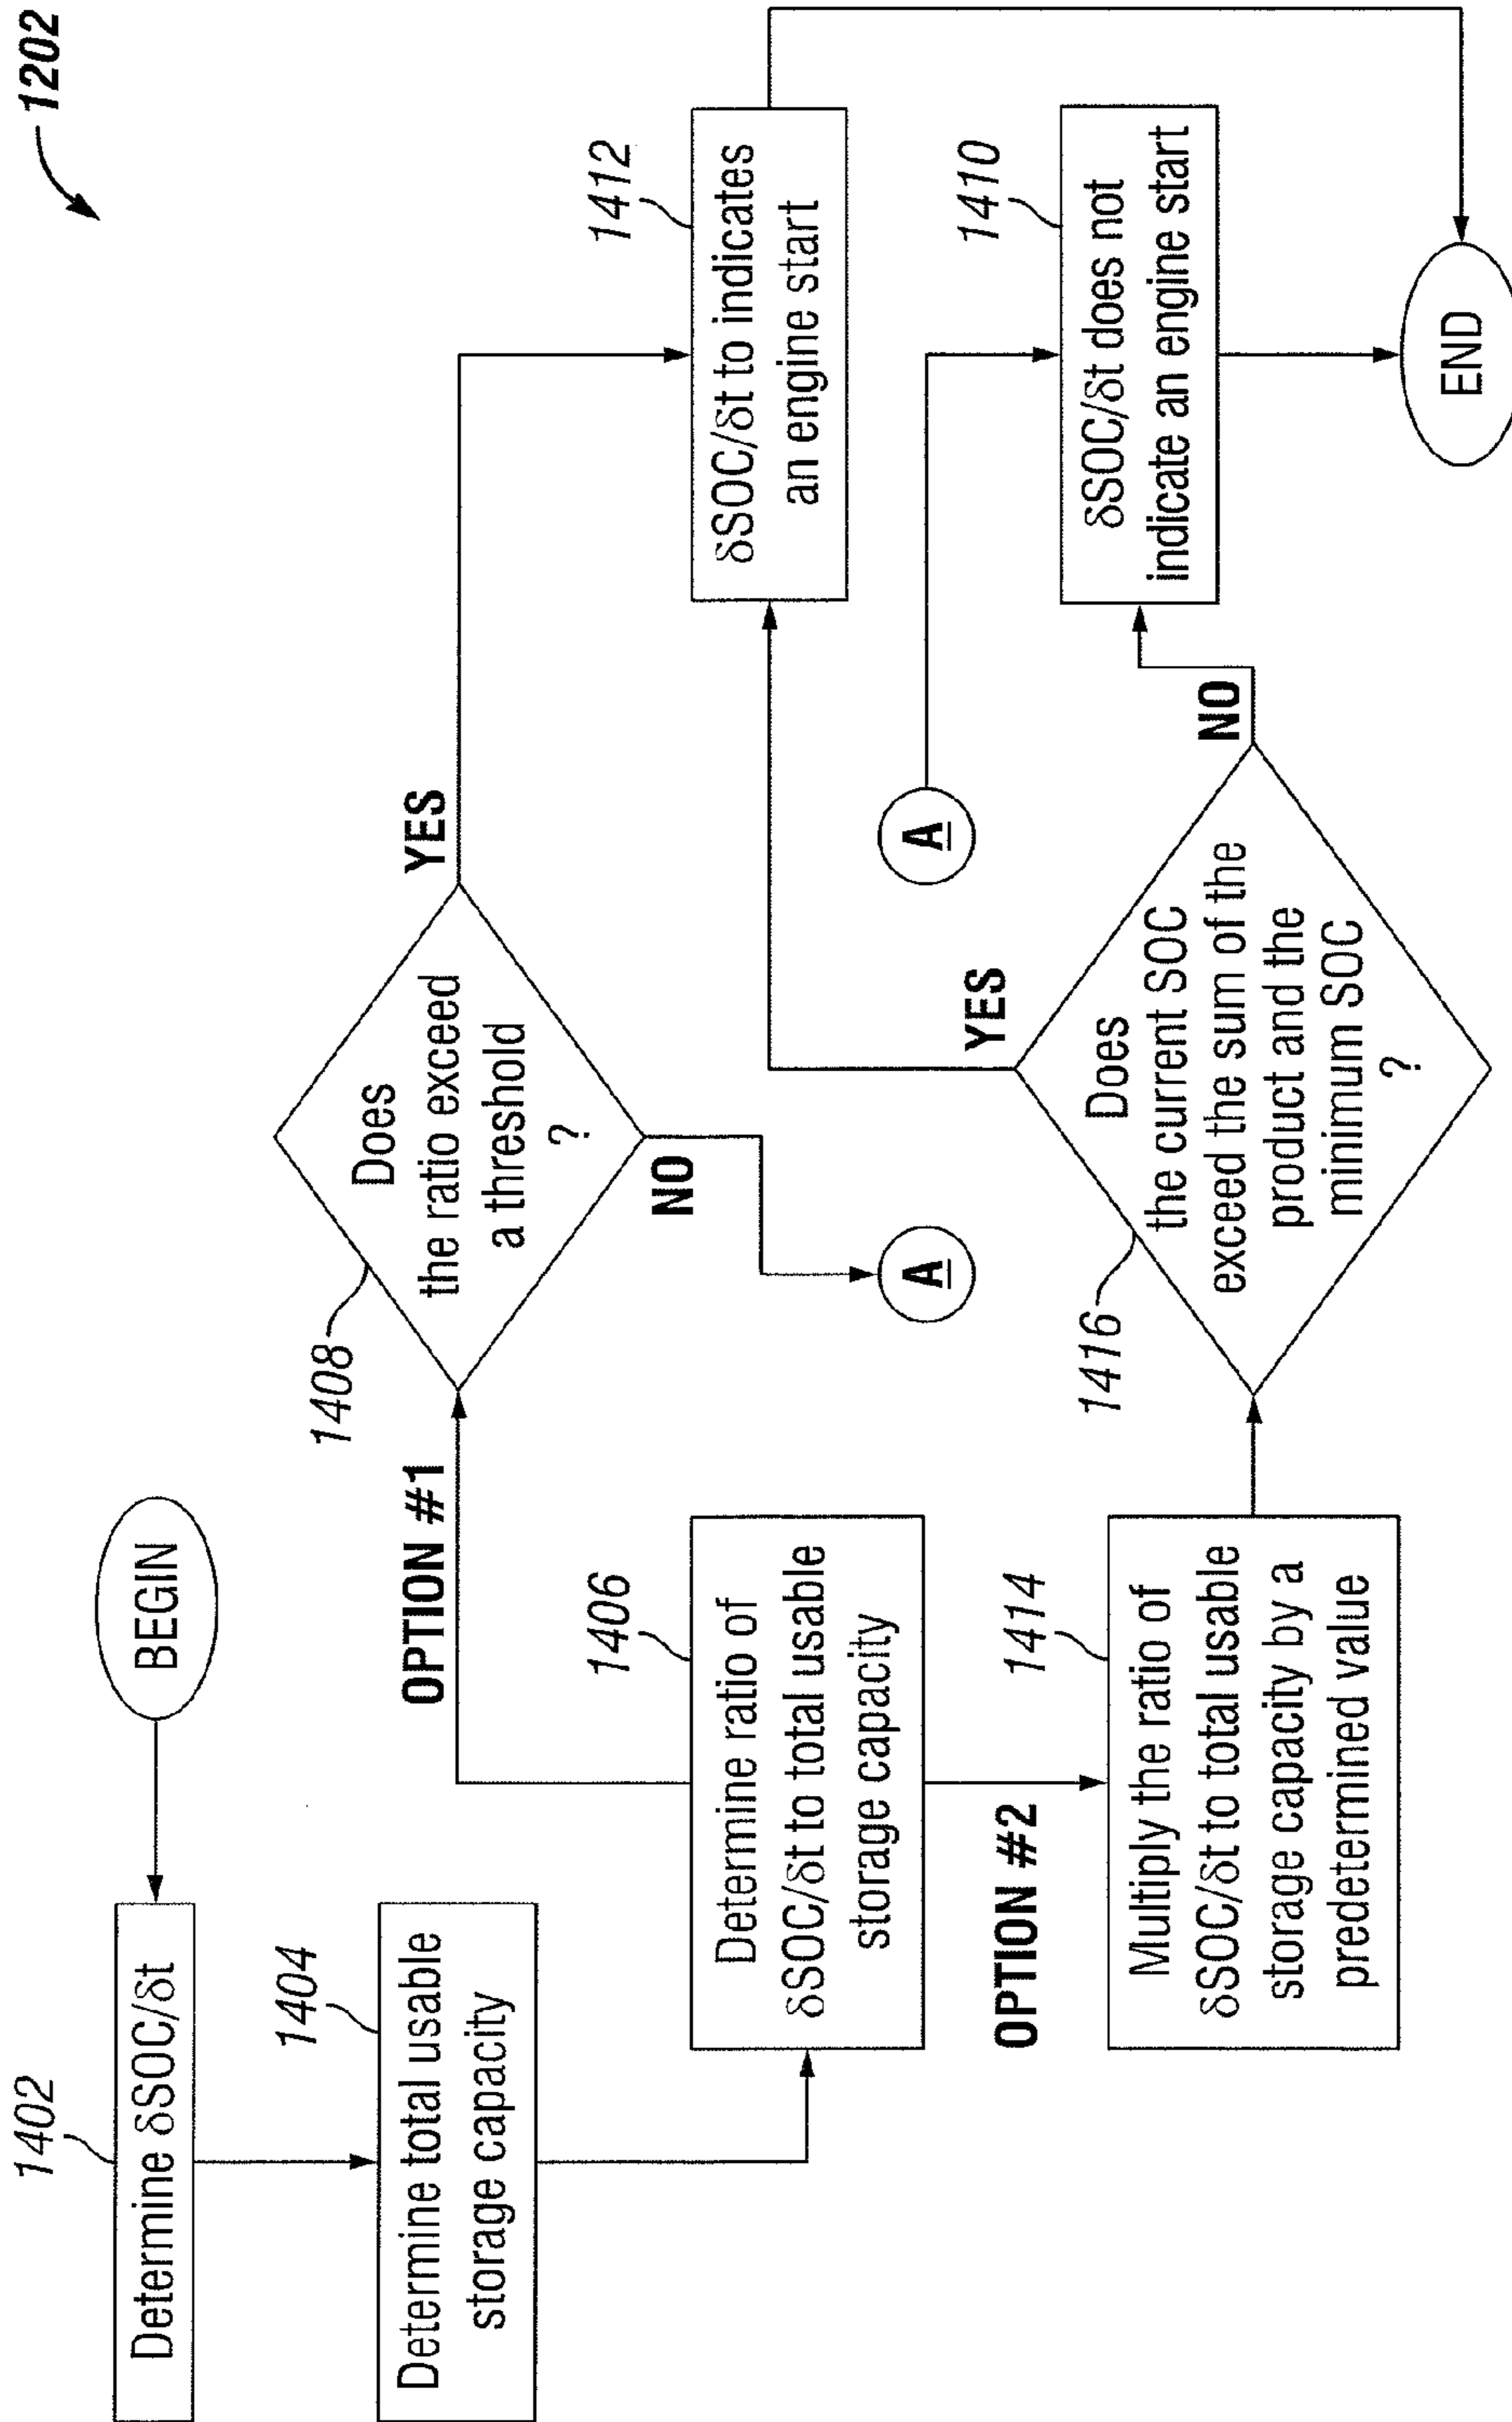 1202
BEGIN
1402
Determine δSOC/δt
1404
Determine total usable
storage capacity
1406
Determine ratio of
δSOC/δt to total usable
storage capacity
OPTION #1
1408
Does
the ratio exceed
a threshold
?
YES
NO
A
1412
δSOC/δt to indicates
an engine start
OPTION #2
1414
Multiply the ratio of
δSOC/δt to total usable
storage capacity by a
predetermined value
1416
Does
the current SOC
exceed the sum of the
product and the
minimum SOC
?
YES
NO
A
1410
δSOC/δt does not
indicate an engine start
END